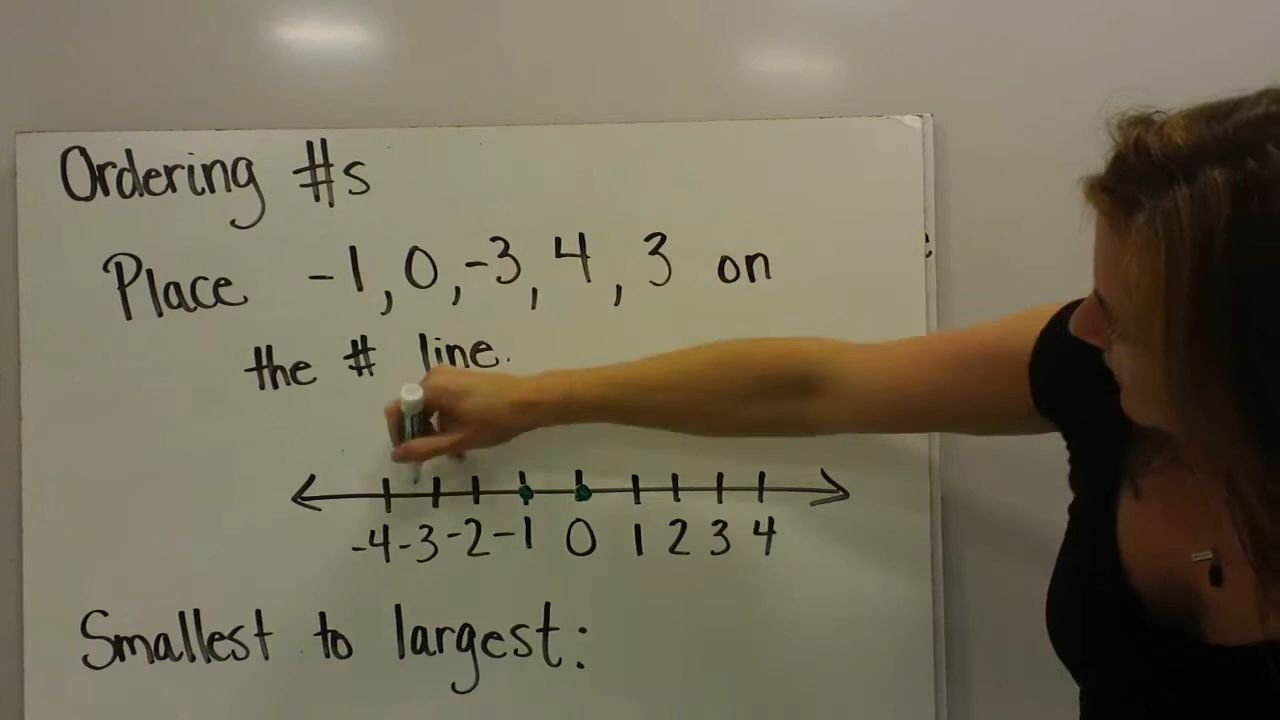 Ordering #s
Place -1, 0, -3, 4, 3 on
the # line.
-4 -3 -2 -1 0 1 2 3 4
Smallest to largest: